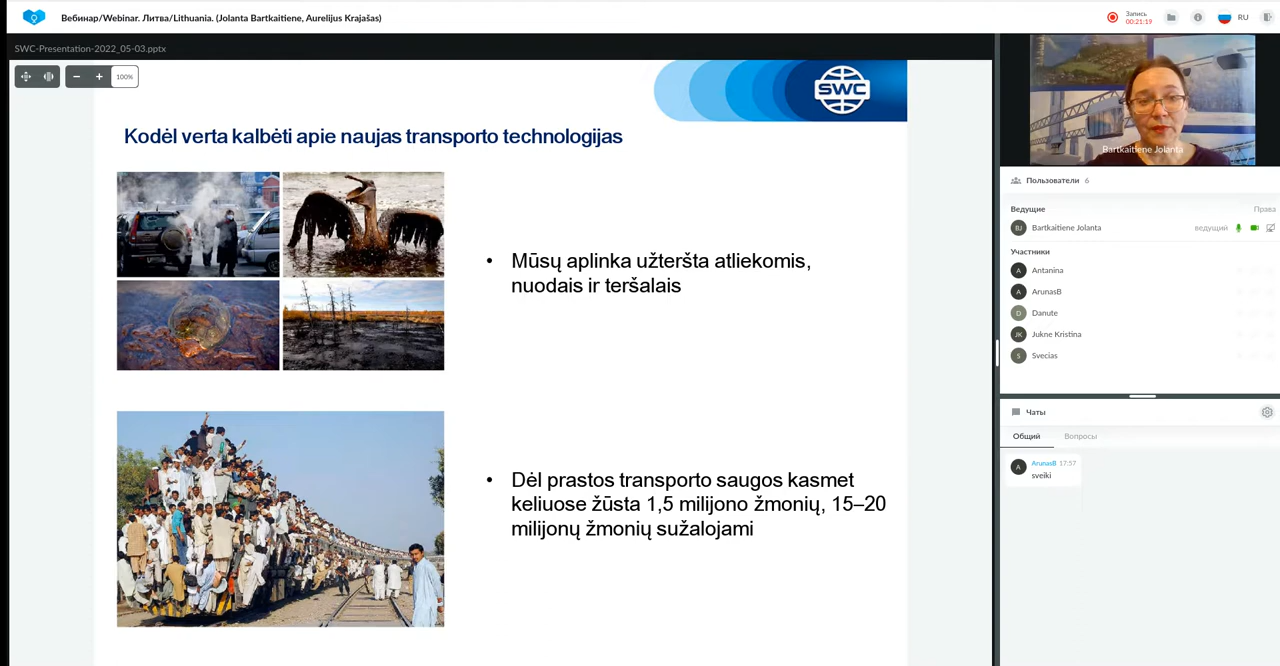 Вебинар/Webinar. Литва/Lithuania. (Jolanta Bartkaitiene, Aurelijus Krajašas)
Запись
00:21:19
RU
SWC-Presentation-2022_05-03.pptx
100%
SWC
Kodėl verta kalbėti apie naujas transporto technologijas
Mūsų aplinka užteršta atliekomis,
nuodais ir teršalais
Dėl prastos transporto saugos kasmet
keliuose žūsta 1,5 milijono žmonių, 15–20
milijonų žmonių sužalojami
Bartkaitiene Jolanta
Пользователи 6
Ведущие Права
BJ Bartkaitiene Jolanta ведущий
Участники
A Antanina
A ArunasB
D Danute
JK Jukne Kristina
S Svecias
Чаты
Общий Вопросы
A ArunasB 17:57
sveiki